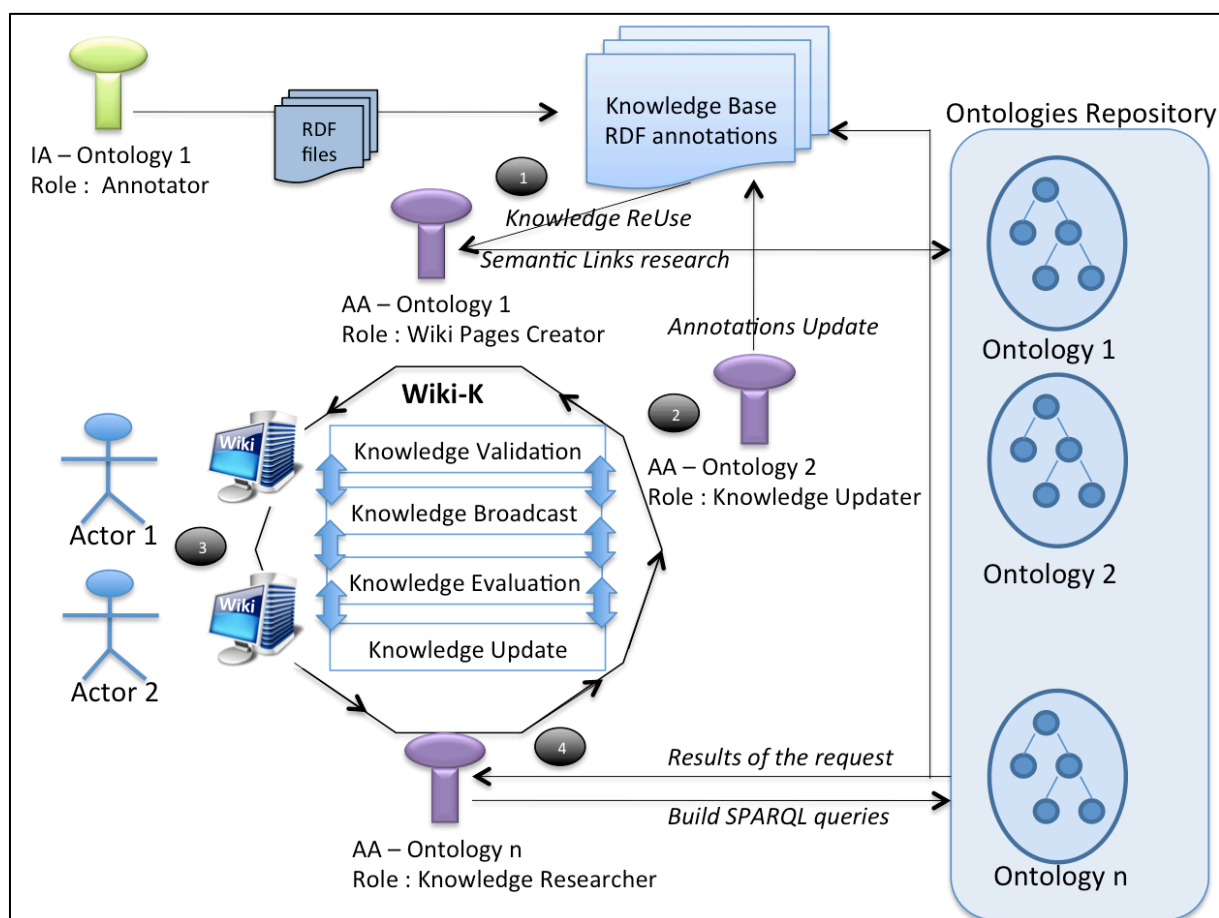 Knowledge Base
RDF annotations
Ontologies Repository
RDF
files
IA – Ontology 1
Role :  Annotator
1
Knowledge ReUse
Semantic Links research
AA – Ontology 1
Role : Wiki Pages Creator
Annotations Update
Ontology 1
Wiki-K
2
Wiki
Knowledge Validation
AA – Ontology 2
Role : Knowledge Updater
Knowledge Broadcast
Actor 1
3
Ontology 2
Knowledge Evaluation
Wiki
Knowledge Update
Actor 2
4
Results of the request
Build SPARQL queries
AA – Ontology n
Role : Knowledge Researcher
Ontology n